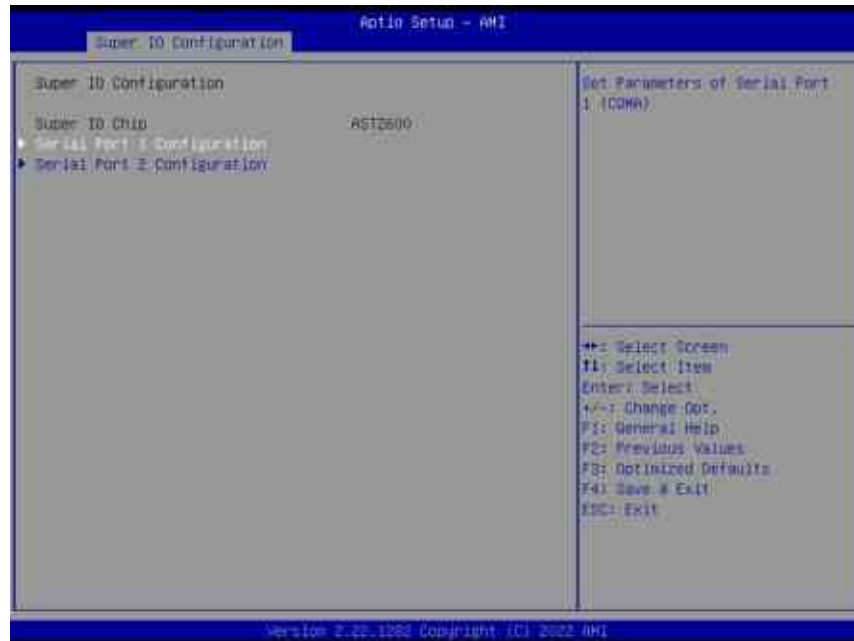 Aptio Setup - AMI
Super IO Configuration
Super IO Configuration
Super IO Chip AST2600
Serial Port 1 Configuration
Serial Port 2 Configuration
Set Parameters of Serial Port
1 (COMA)
→←: Select Screen
↑↓: Select Item
Enter: Select
+/-: Change Opt.
F1: General Help
F2: Previous Values
F3: Optimized Defaults
F4: Save & Exit
ESC: Exit
Version 2.22.1282 Copyright (C) 2022 AMI